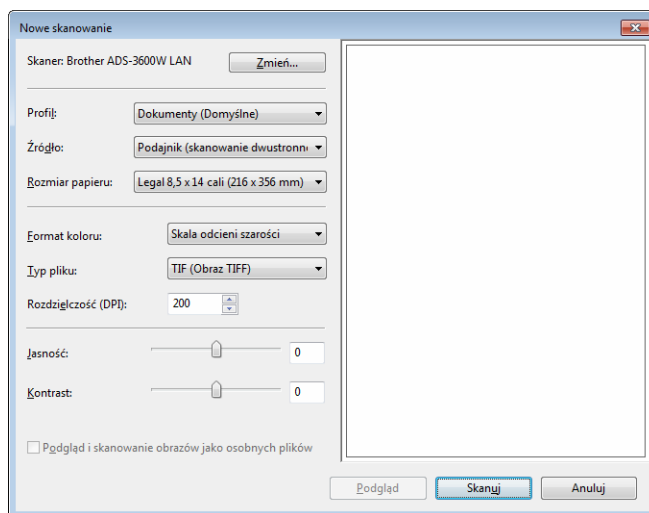 Nowe skanowanie
Skaner: Brother ADS-3600W LAN Zmień...
Profil: Dokumenty (Domyślne)
Źródło: Podajnik (skanowanie dwustronn
Rozmiar papieru: Legal 8,5 x 14 cali (216 x 356 mm)
Format koloru: Skala odcieni szarości
Typ pliku: TIF (Obraz TIFF)
Rozdzielczość (DPI): 200
Jasność: 0
Kontrast: 0
Podgląd i skanowanie obrazów jako osobnych plików
Podgląd Skanuj Anuluj